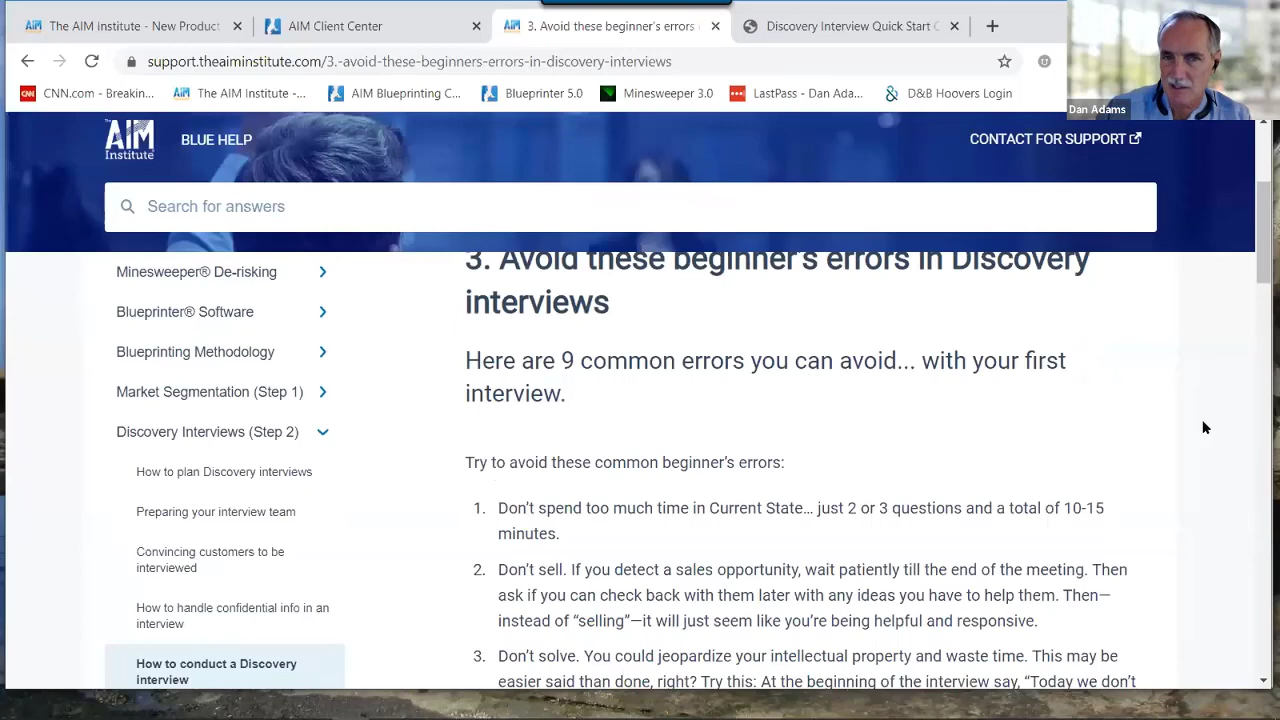 The AIM Institute - New Product
AIM Client Center
3. Avoid these beginner's errors
Discovery Interview Quick Start
support.theaiminstitute.com/3.-avoid-these-beginners-errors-in-discovery-interviews
CNN.com - Breakin...
The AIM Institute -...
AIM Blueprinting C...
Blueprinter 5.0
Minesweeper 3.0
LastPass - Dan Ada...
D&B Hoovers Login
Dan Adams
The AIM Institute
BLUE HELP
CONTACT FOR SUPPORT
Search for answers
Minesweeper® De-risking
Blueprinter® Software
Blueprinting Methodology
Market Segmentation (Step 1)
Discovery Interviews (Step 2)
How to plan Discovery interviews
Preparing your interview team
Convincing customers to be
interviewed
How to handle confidential info in an
interview
How to conduct a Discovery
interview
3. Avoid these beginner's errors in Discovery
interviews
Here are 9 common errors you can avoid... with your first
interview.
Try to avoid these common beginner's errors:
1. Don't spend too much time in Current State… just 2 or 3 questions and a total of 10-15
minutes.
2. Don't sell. If you detect a sales opportunity, wait patiently till the end of the meeting. Then
ask if you can check back with them later with any ideas you have to help them. Then—
instead of "selling"—it will just seem like you're being helpful and responsive.
3. Don't solve. You could jeopardize your intellectual property and waste time. This may be
easier said than done, right? Try this: At the beginning of the interview say, "Today we don't